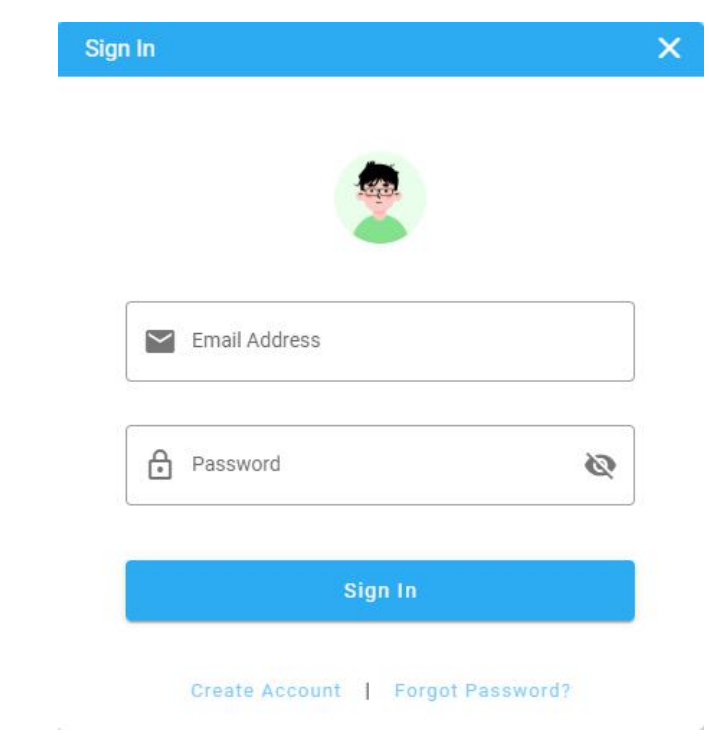 Sign In
Email Address
Password
Sign In
Create Account | Forgot Password?